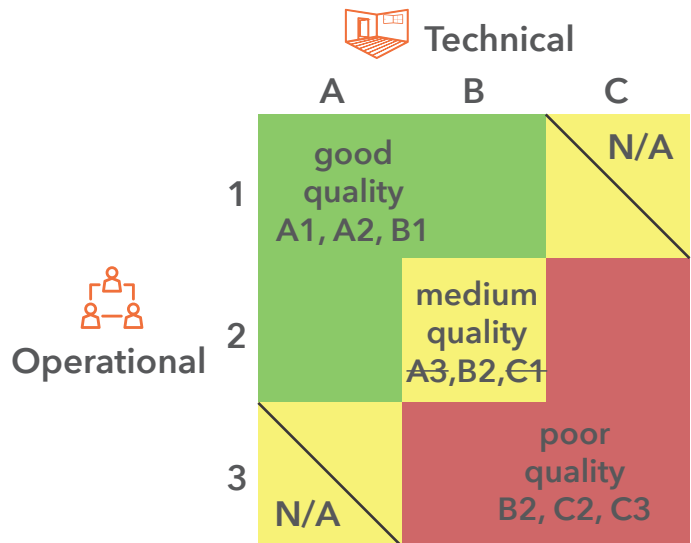 Technical
A B C
good
quality
A1, A2, B1
N/A
1
medium
quality
A3,B2,C1
2
Operational
poor
quality
B2, C2, C3
3
N/A